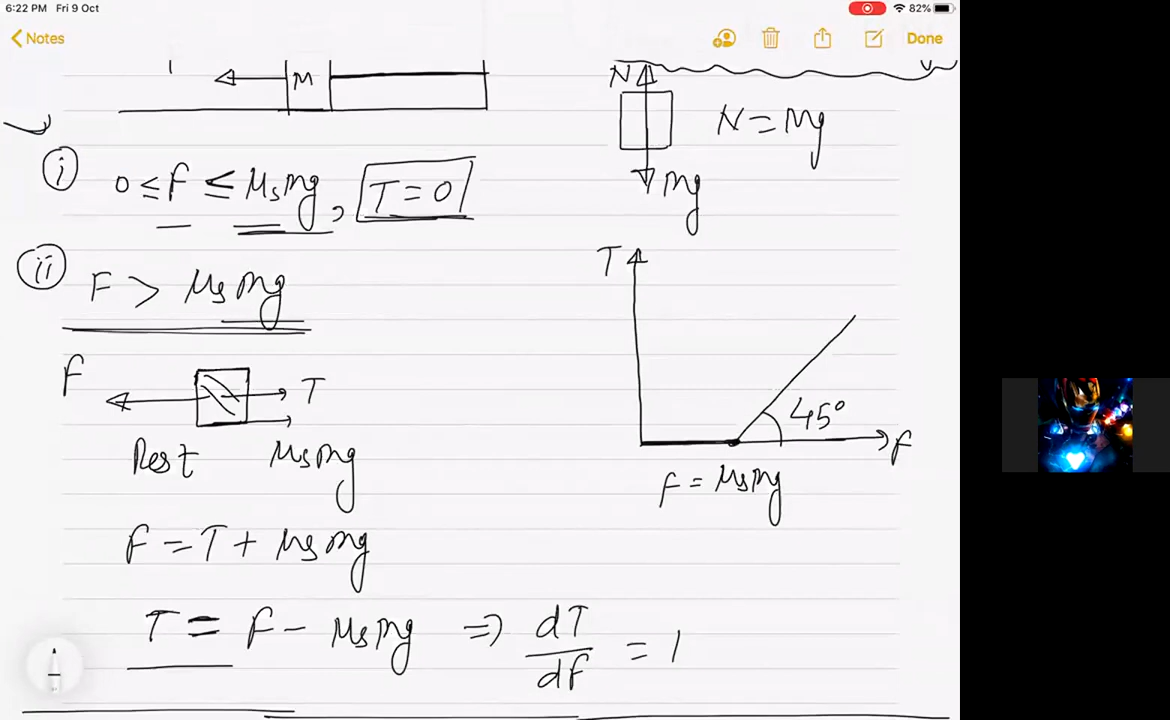 6:22 PM Fri 9 Oct
82%
Notes
Done
M
N
N = mg
mg
(i) 0 ≤ F ≤ μsmg, T = 0
(ii) F > μsmg
F
T
Rest
μsmg
T
45°
F
F = μsmg
F = T + μsmg
T = F - μsmg ⇒ dT/dF = 1